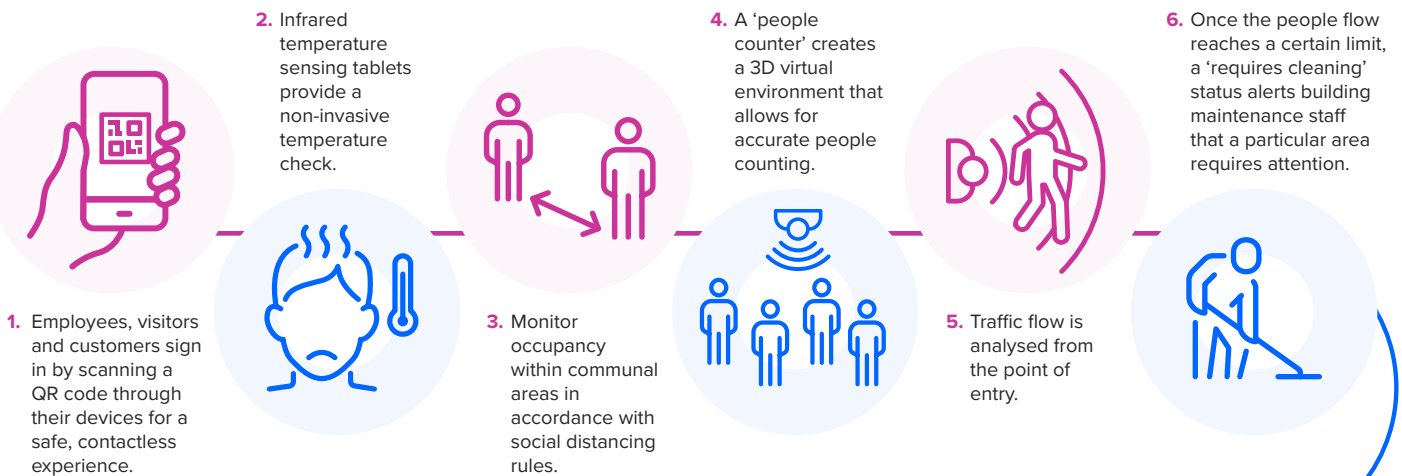 1. Employees, visitors
and customers sign
in by scanning a
QR code through
their devices for a
safe, contactless
experience.
2. Infrared
temperature
sensing tablets
provide a
non-invasive
temperature
check.
3. Monitor
occupancy
within communal
areas in
accordance with
social distancing
rules.
4. A ‘people
counter’ creates
a 3D virtual
environment that
allows for
accurate people
counting.
5. Traffic flow is
analysed from
the point of
entry.
6. Once the people flow
reaches a certain limit,
a ‘requires cleaning’
status alerts building
maintenance staff
that a particular area
requires attention.